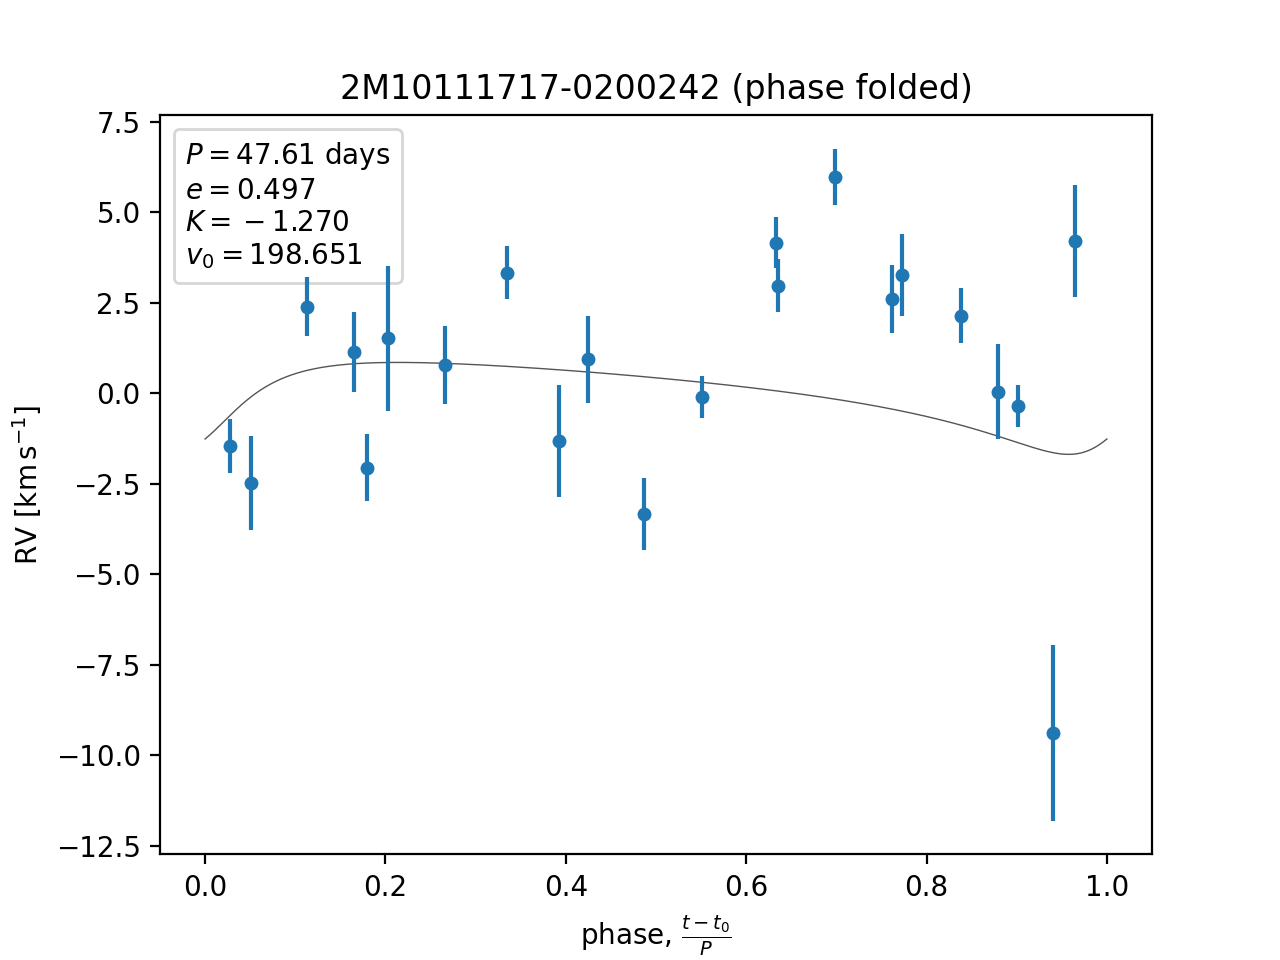 2M10111717-0200242 (phase folded)
P = 47.61 days
e = 0.497
K = −1.270
v₀ = 198.651
7.5
5.0
2.5
0.0
−2.5
−5.0
−7.5
−10.0
−12.5
RV [km s⁻¹]
0.0 0.2 0.4 0.6 0.8 1.0
phase, (t − t₀)/P